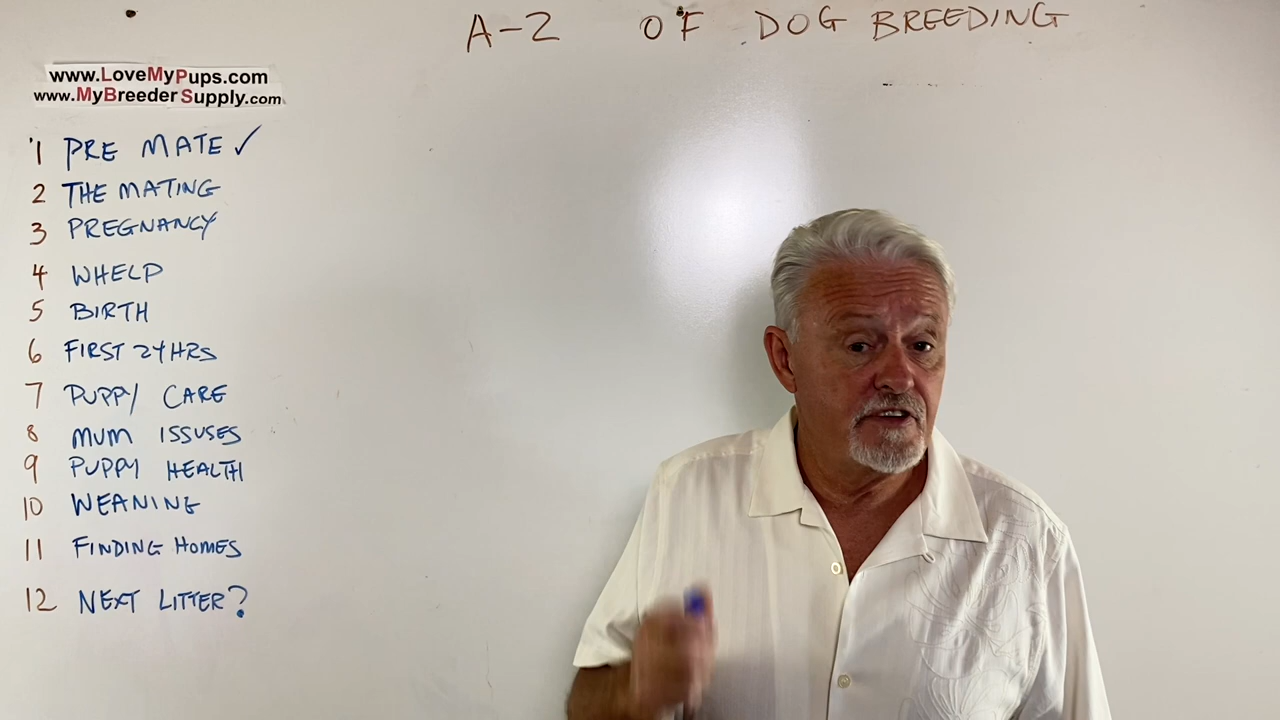 A-Z OF DOG BREEDING
www.LoveMyPups.com
www.MyBreederSupply.com
1 PRE MATE ✓
2 THE MATING
3 PREGNANCY
4 WHELP
5 BIRTH
6 FIRST 24HRS
7 PUPPY CARE
8 MUM ISSUSES
9 PUPPY HEALTH
10 WEANING
11 FINDING HOMES
12 NEXT LITTER?